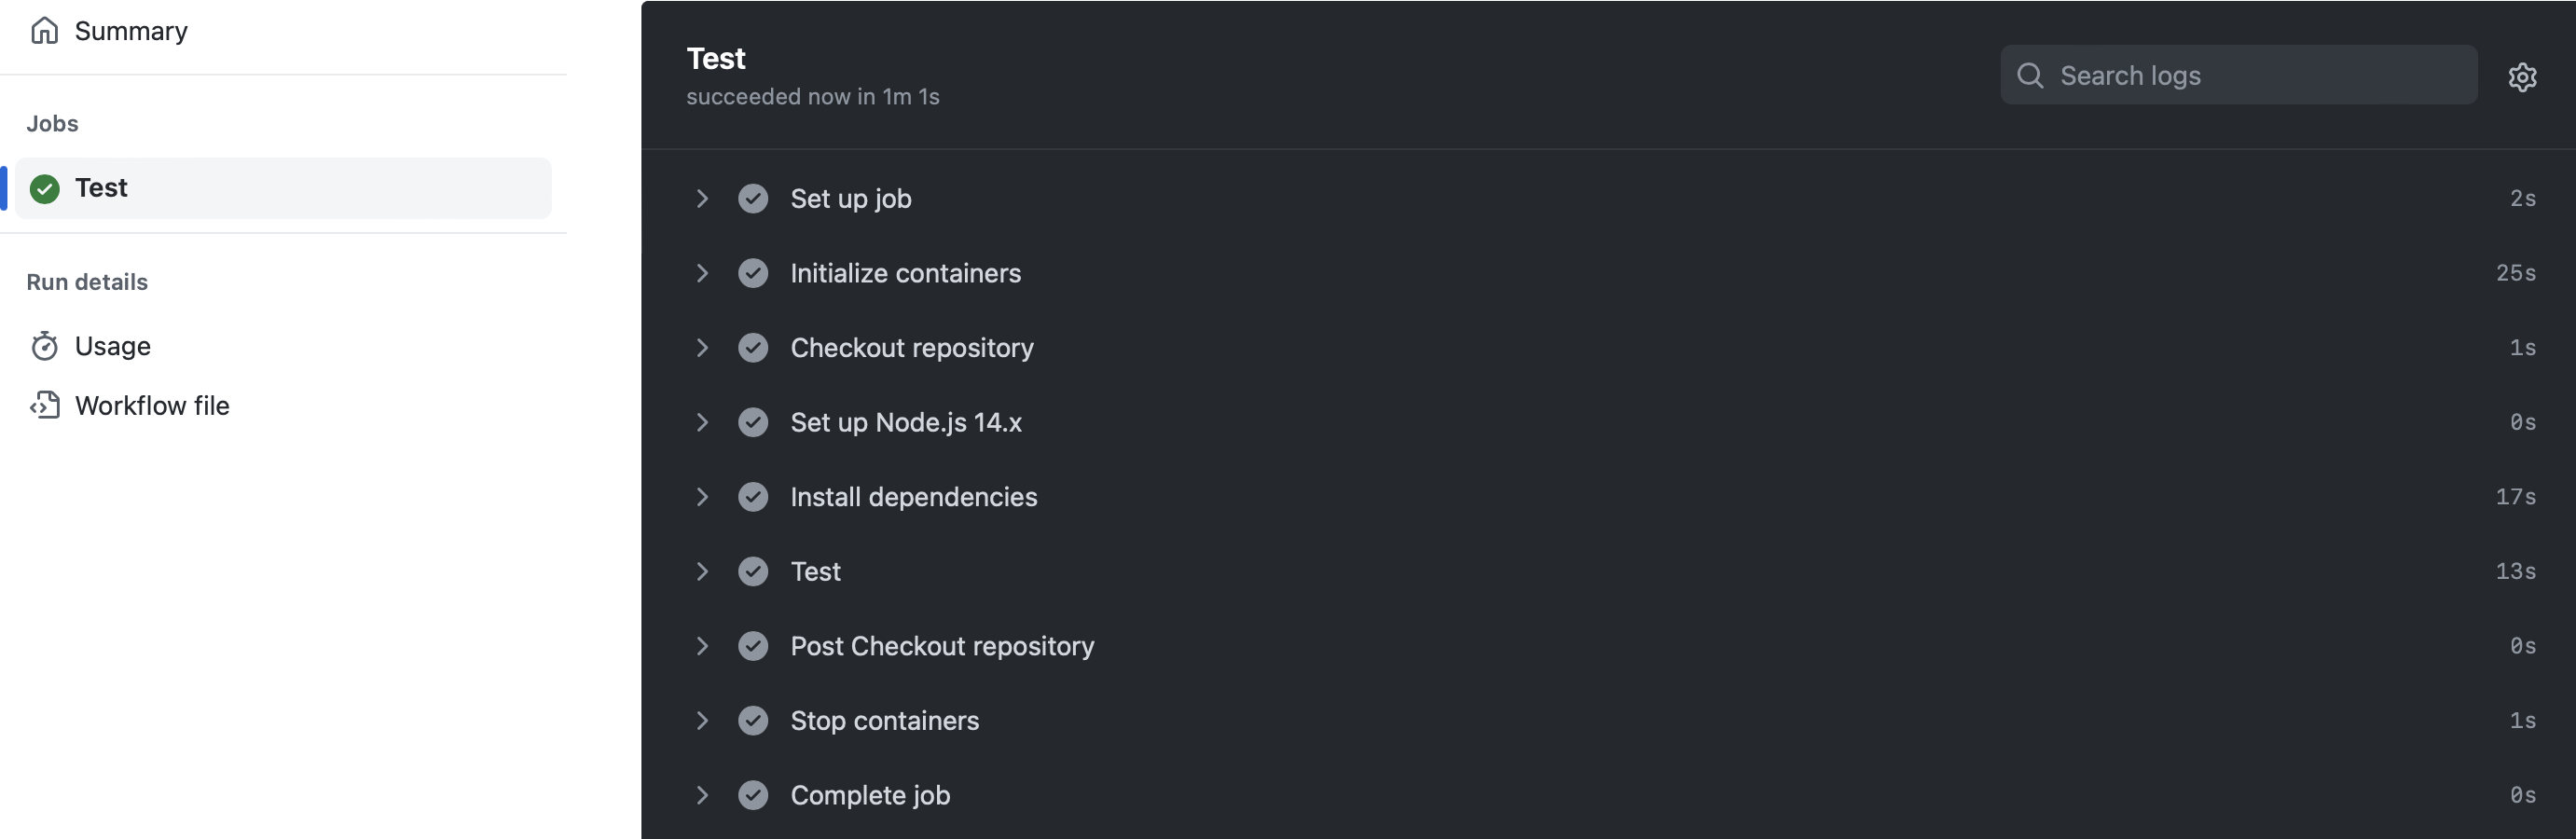 Summary
Jobs
Test
Run details
Usage
Workflow file
Test
succeeded now in 1m 1s
Search logs
Set up job 2s
Initialize containers 25s
Checkout repository 1s
Set up Node.js 14.x 0s
Install dependencies 17s
Test 13s
Post Checkout repository 0s
Stop containers 1s
Complete job 0s